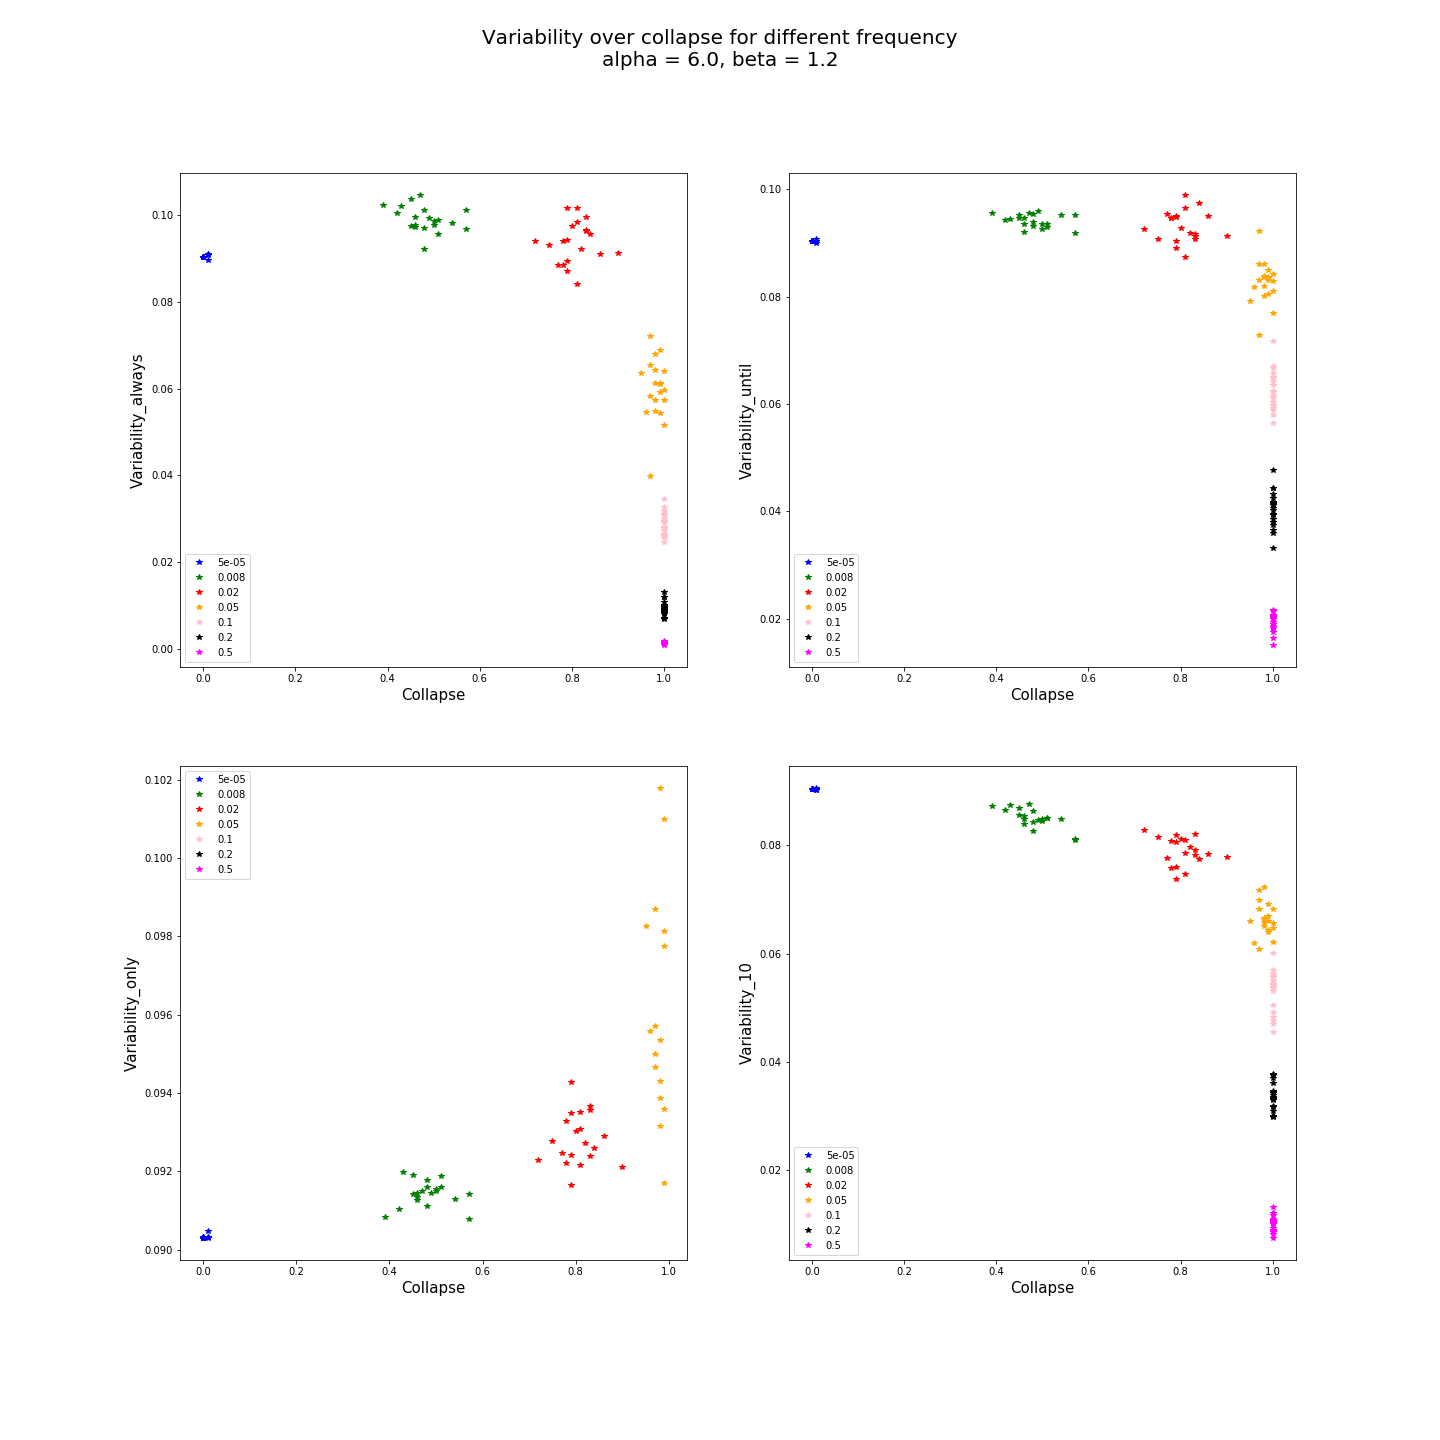 Variability over collapse for different frequency
alpha = 6.0, beta = 1.2
0.10
0.08
0.06
0.04
0.02
0.00
Variability_always
5e-05
0.008
0.02
0.05
0.1
0.2
0.5
0.0 0.2 0.4 0.6 0.8 1.0
Collapse
0.10
0.08
0.06
0.04
0.02
Variability_until
5e-05
0.008
0.02
0.05
0.1
0.2
0.5
0.0 0.2 0.4 0.6 0.8 1.0
Collapse
0.102
0.100
0.098
0.096
0.094
0.092
0.090
Variability_only
5e-05
0.008
0.02
0.05
0.1
0.2
0.5
0.0 0.2 0.4 0.6 0.8 1.0
Collapse
0.08
0.06
0.04
0.02
Variability_10
5e-05
0.008
0.02
0.05
0.1
0.2
0.5
0.0 0.2 0.4 0.6 0.8 1.0
Collapse